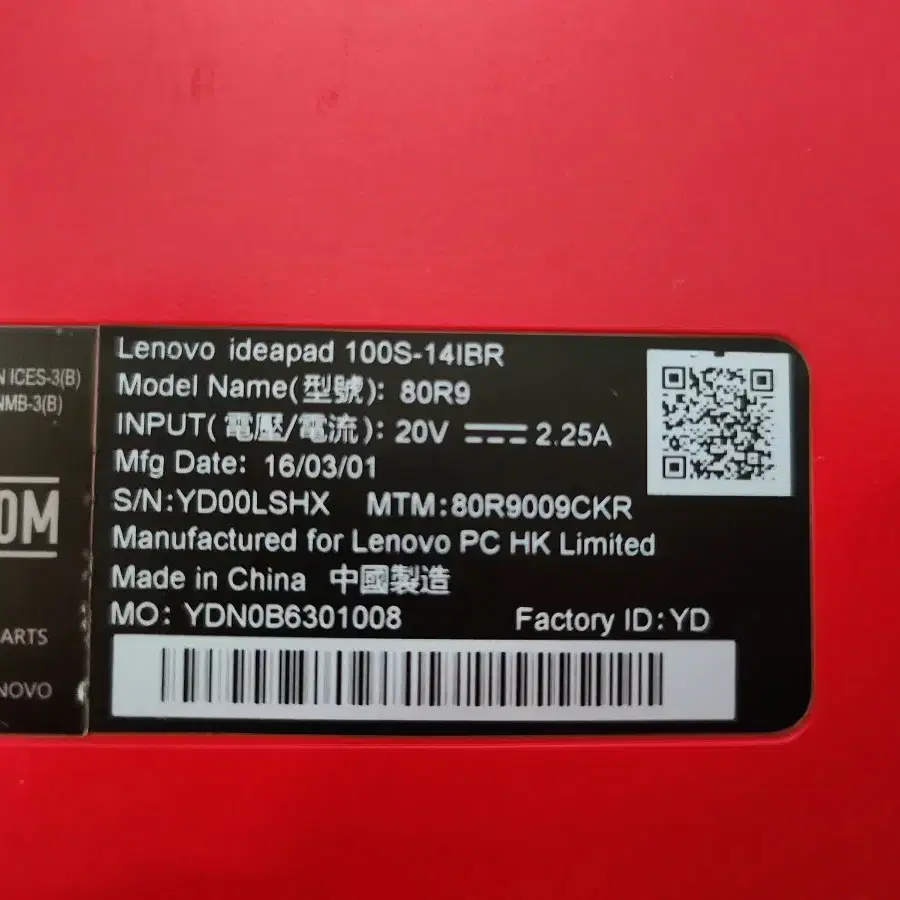 Lenovo ideapad 100S-14IBR
Model Name(型號): 80R9
INPUT(電壓/電流): 20V ⎓ 2.25A
Mfg Date: 16/03/01
S/N:YD00LSHX MTM:80R9009CKR
Manufactured for Lenovo PC HK Limited
Made in China 中國製造
MO: YDN0B6301008 Factory ID:YD
ICES-3(B)
NMB-3(B)
OM
ARTS
NOVO